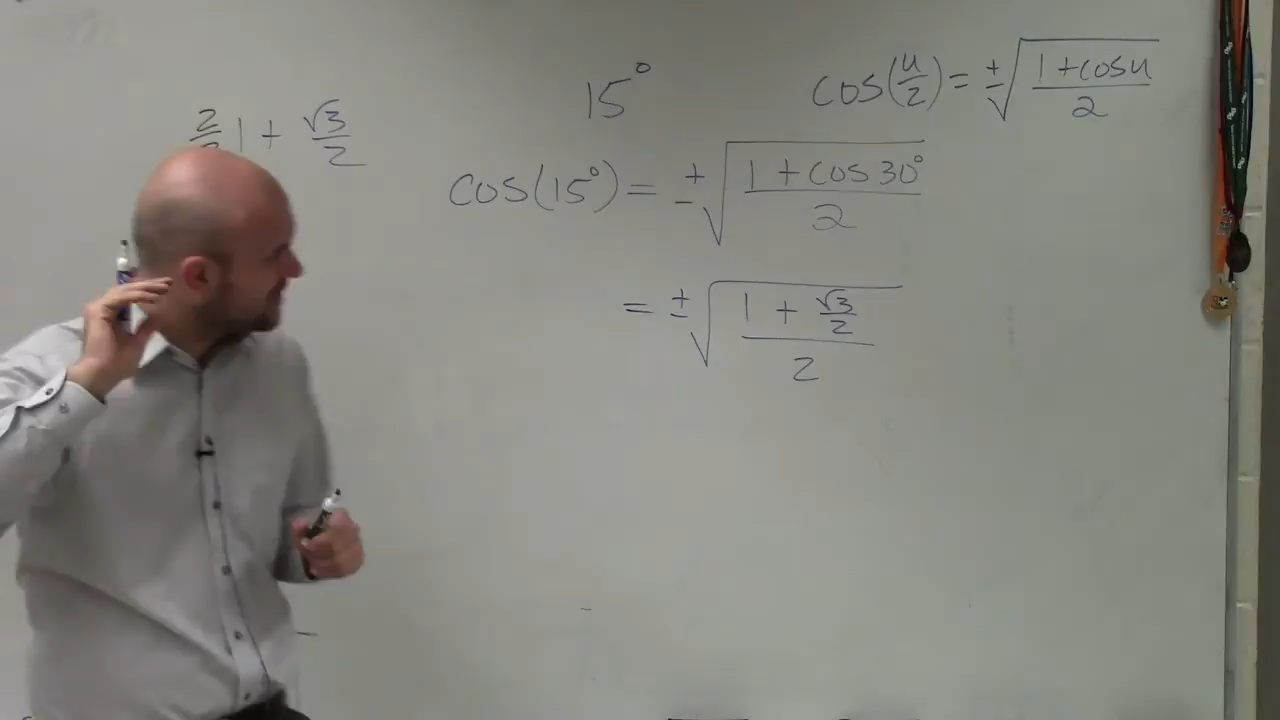 15°
cos(u/2) = ±√((1 + cos u)/2)
2/ 1 + √3/2
cos(15°) = ±√((1 + cos 30°)/2)
= ±√((1 + √3/2)/2)